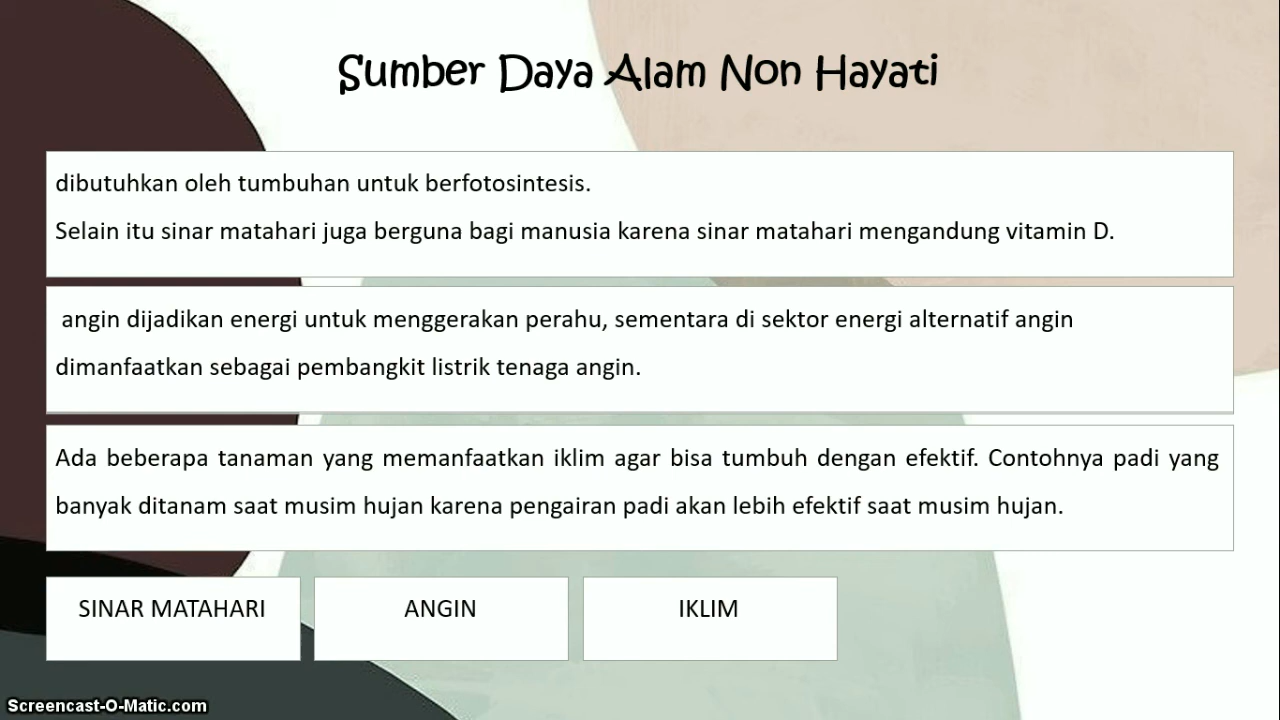 Sumber Daya Alam Non Hayati
dibutuhkan oleh tumbuhan untuk berfotosintesis.
Selain itu sinar matahari juga berguna bagi manusia karena sinar matahari mengandung vitamin D.
angin dijadikan energi untuk menggerakan perahu, sementara di sektor energi alternatif angin
dimanfaatkan sebagai pembangkit listrik tenaga angin.
Ada beberapa tanaman yang memanfaatkan iklim agar bisa tumbuh dengan efektif. Contohnya padi yang
banyak ditanam saat musim hujan karena pengairan padi akan lebih efektif saat musim hujan.
SINAR MATAHARI
ANGIN
IKLIM
Screencast-O-Matic.com